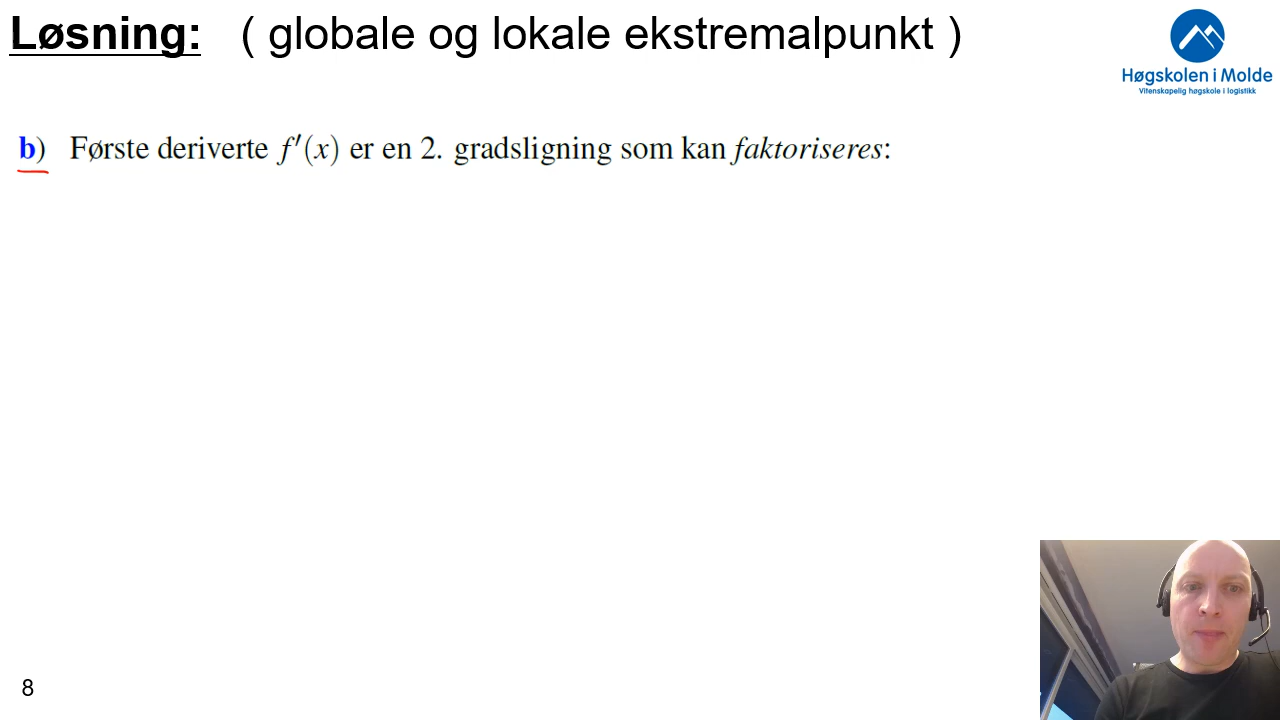 Løsning: ( globale og lokale ekstremalpunkt )
Høgskolen i Molde
Vitenskapelig høgskole i logistikk
b) Første deriverte f′(x) er en 2. gradsligning som kan faktoriseres:
8